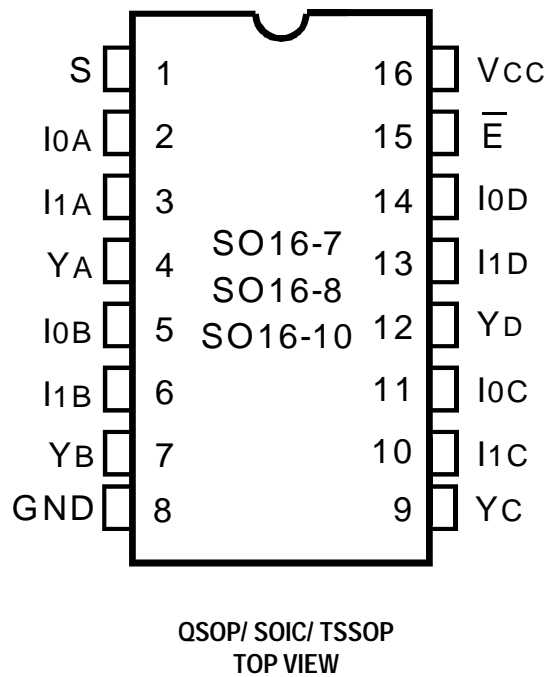 S 1 16 VCC
I0A 2 15 E̅
I1A 3 14 I0D
YA 4 13 I1D
I0B 5 12 YD
I1B 6 11 I0C
YB 7 10 I1C
GND 8 9 YC
SO16-7
SO16-8
SO16-10
QSOP/ SOIC/ TSSOP
TOP VIEW